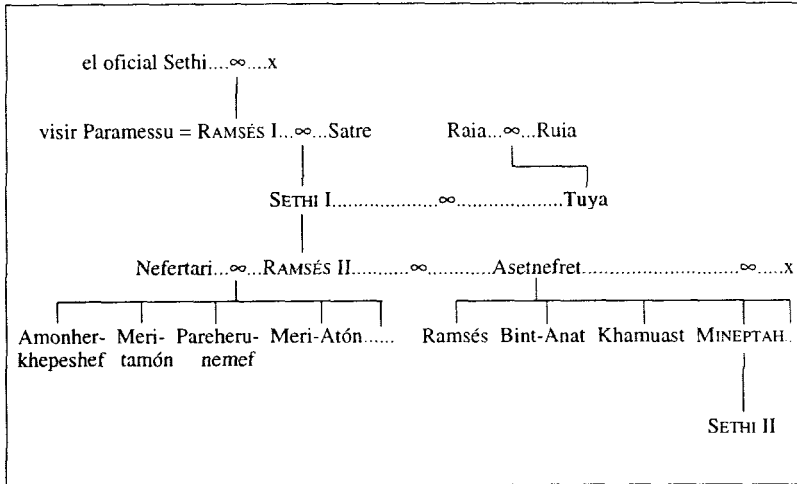 el oficial Sethi....∞....x
visir Paramessu = RAMSÉS I...∞...Satre Raia...∞...Ruia
SETHI I...................∞.....................Tuya
Nefertari...∞...RAMSÉS II............∞............Asetnefret............................∞......x
Amonher- Meri- Pareheru- Meri-Atón...... Ramsés Bint-Anat Khamuast MINEPTAH..
khepeshef tamón nemef
SETHI II